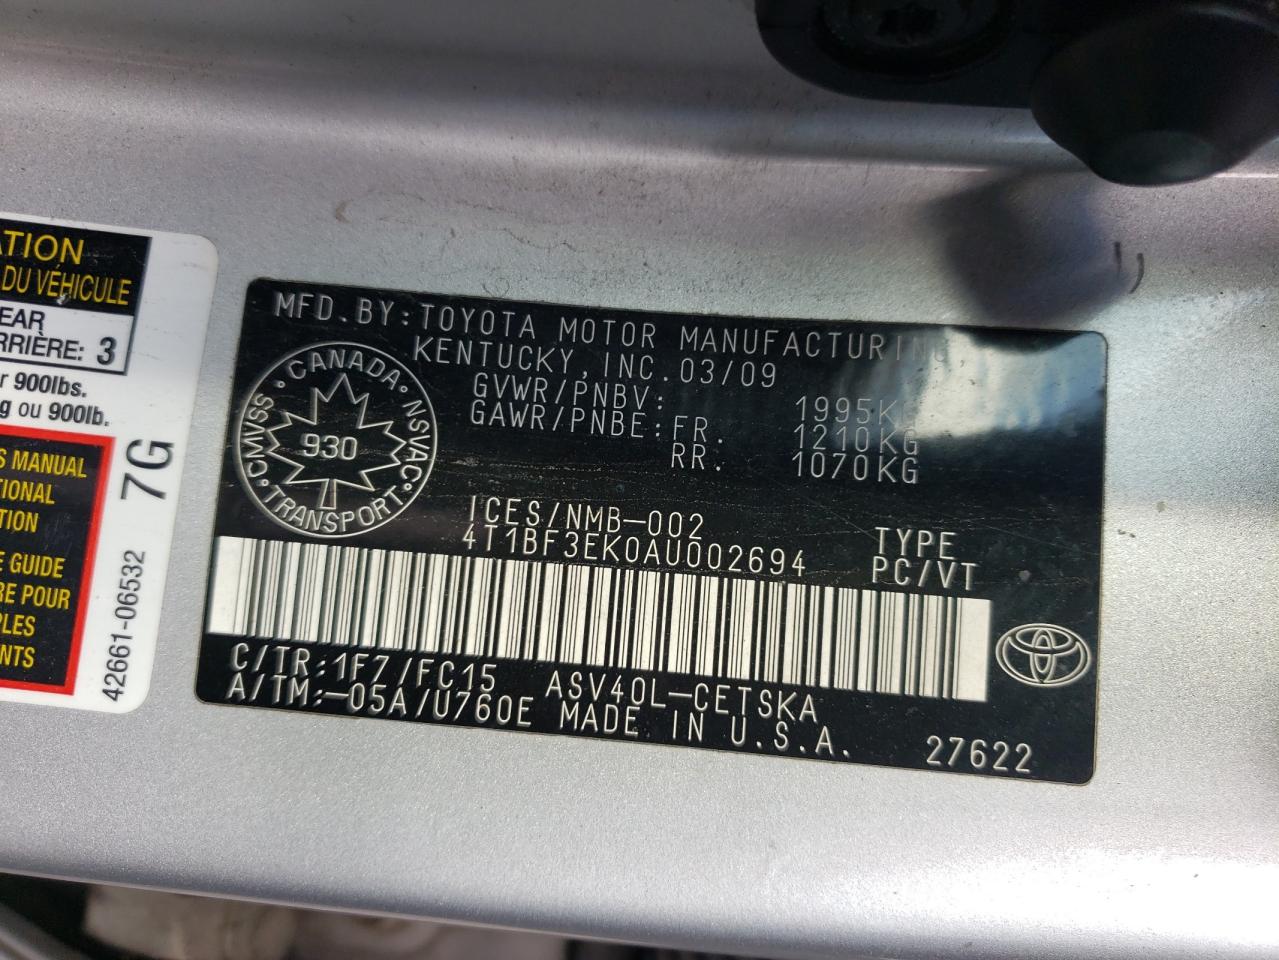 ATION
DU VÉHICULE
EAR
RRIÈRE: 3
r 900lbs.
g ou 900lb.
S MANUAL
TIONAL
TION
E GUIDE
RE POUR
PLES
NTS
42661-06532 7G
MFD. BY: TOYOTA MOTOR MANUFACTURING,
KENTUCKY, INC. 03/09
GVWR/PNBV: 1995KG
GAWR/PNBE: FR. 1210KG
RR. 1070KG
CANADA
CMVSS 930 NSVAC
TRANSPORT
ICES/NMB-002
4T1BF3EK0AU002694
TYPE
PC/VT
C/TR: 1F7/FC15 ASV40L-CETSKA
A/TM: -05A/U760E MADE IN U.S.A.
27622